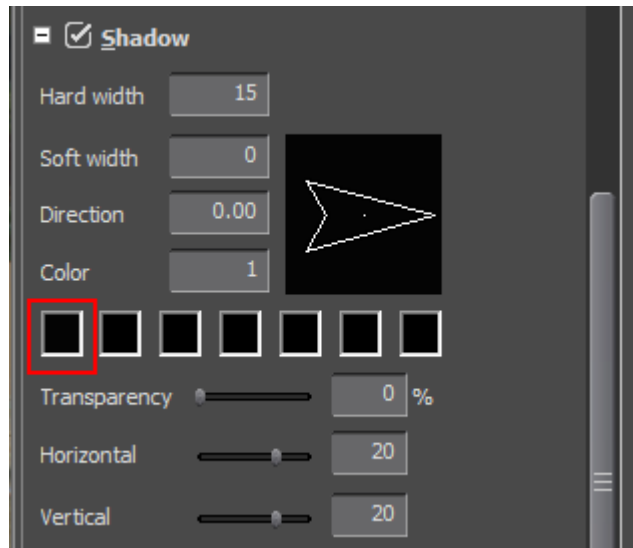 Shadow
Hard width 15
Soft width 0
Direction 0.00
Color 1
Transparency 0 %
Horizontal 20
Vertical 20